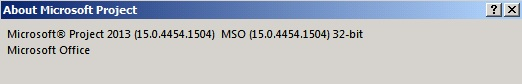 About Microsoft Project
Microsoft® Project 2013 (15.0.4454.1504)  MSO (15.0.4454.1504) 32-bit
Microsoft Office